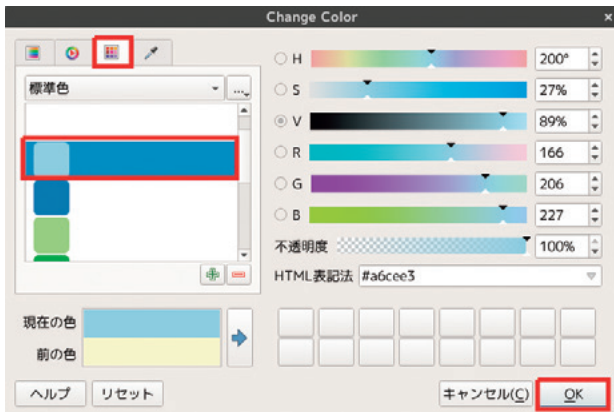 Change Color
H 200°
標準色 ...
S 27%
V 89%
R 166
G 206
B 227
不透明度 100%
HTML表記法 #a6cee3
現在の色
前の色
ヘルプ リセット キャンセル(C) OK